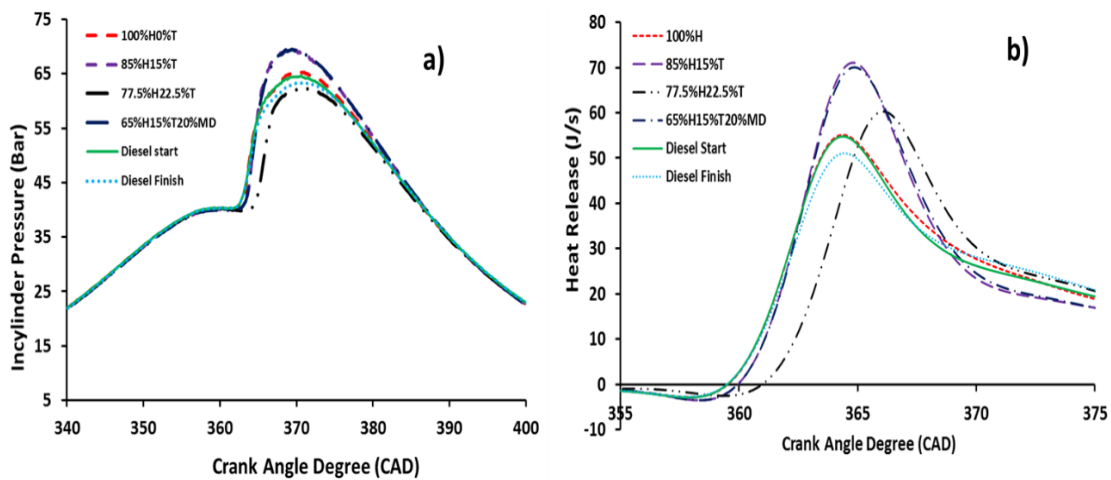 a)
Incylinder Pressure (Bar)
75
65
55
45
35
25
15
5
100%H0%T
85%H15%T
77.5%H22.5%T
65%H15%T20%MD
Diesel start
Diesel Finish
340 350 360 370 380 390 400
Crank Angle Degree (CAD)
b)
Heat Release (J/s)
80
70
60
50
40
30
20
10
0
-10
100%H
85%H15%T
77.5%H22.5%T
65%H15%T20%MD
Diesel Start
Diesel Finish
355 360 365 370 375
Crank Angle Degree (CAD)